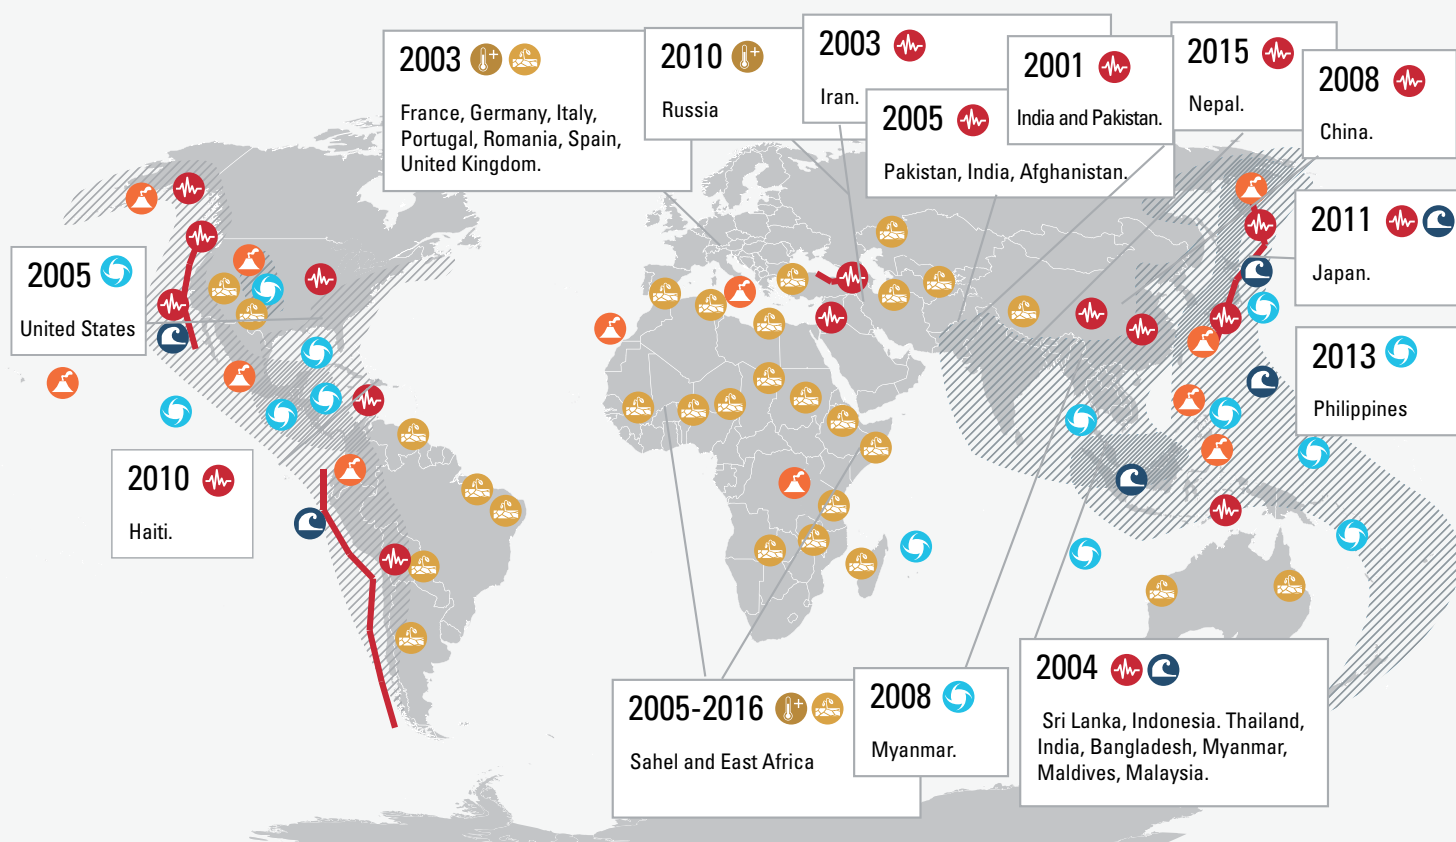 2003
France, Germany, Italy,
Portugal, Romania, Spain,
United Kingdom.
2010
Russia
2003
Iran.
2005
Pakistan, India, Afghanistan.
2001
India and Pakistan.
2015
Nepal.
2008
China.
2011
Japan.
2013
Philippines
2005
United States
2010
Haiti.
2005-2016
Sahel and East Africa
2008
Myanmar.
2004
Sri Lanka, Indonesia. Thailand,
India, Bangladesh, Myanmar,
Maldives, Malaysia.